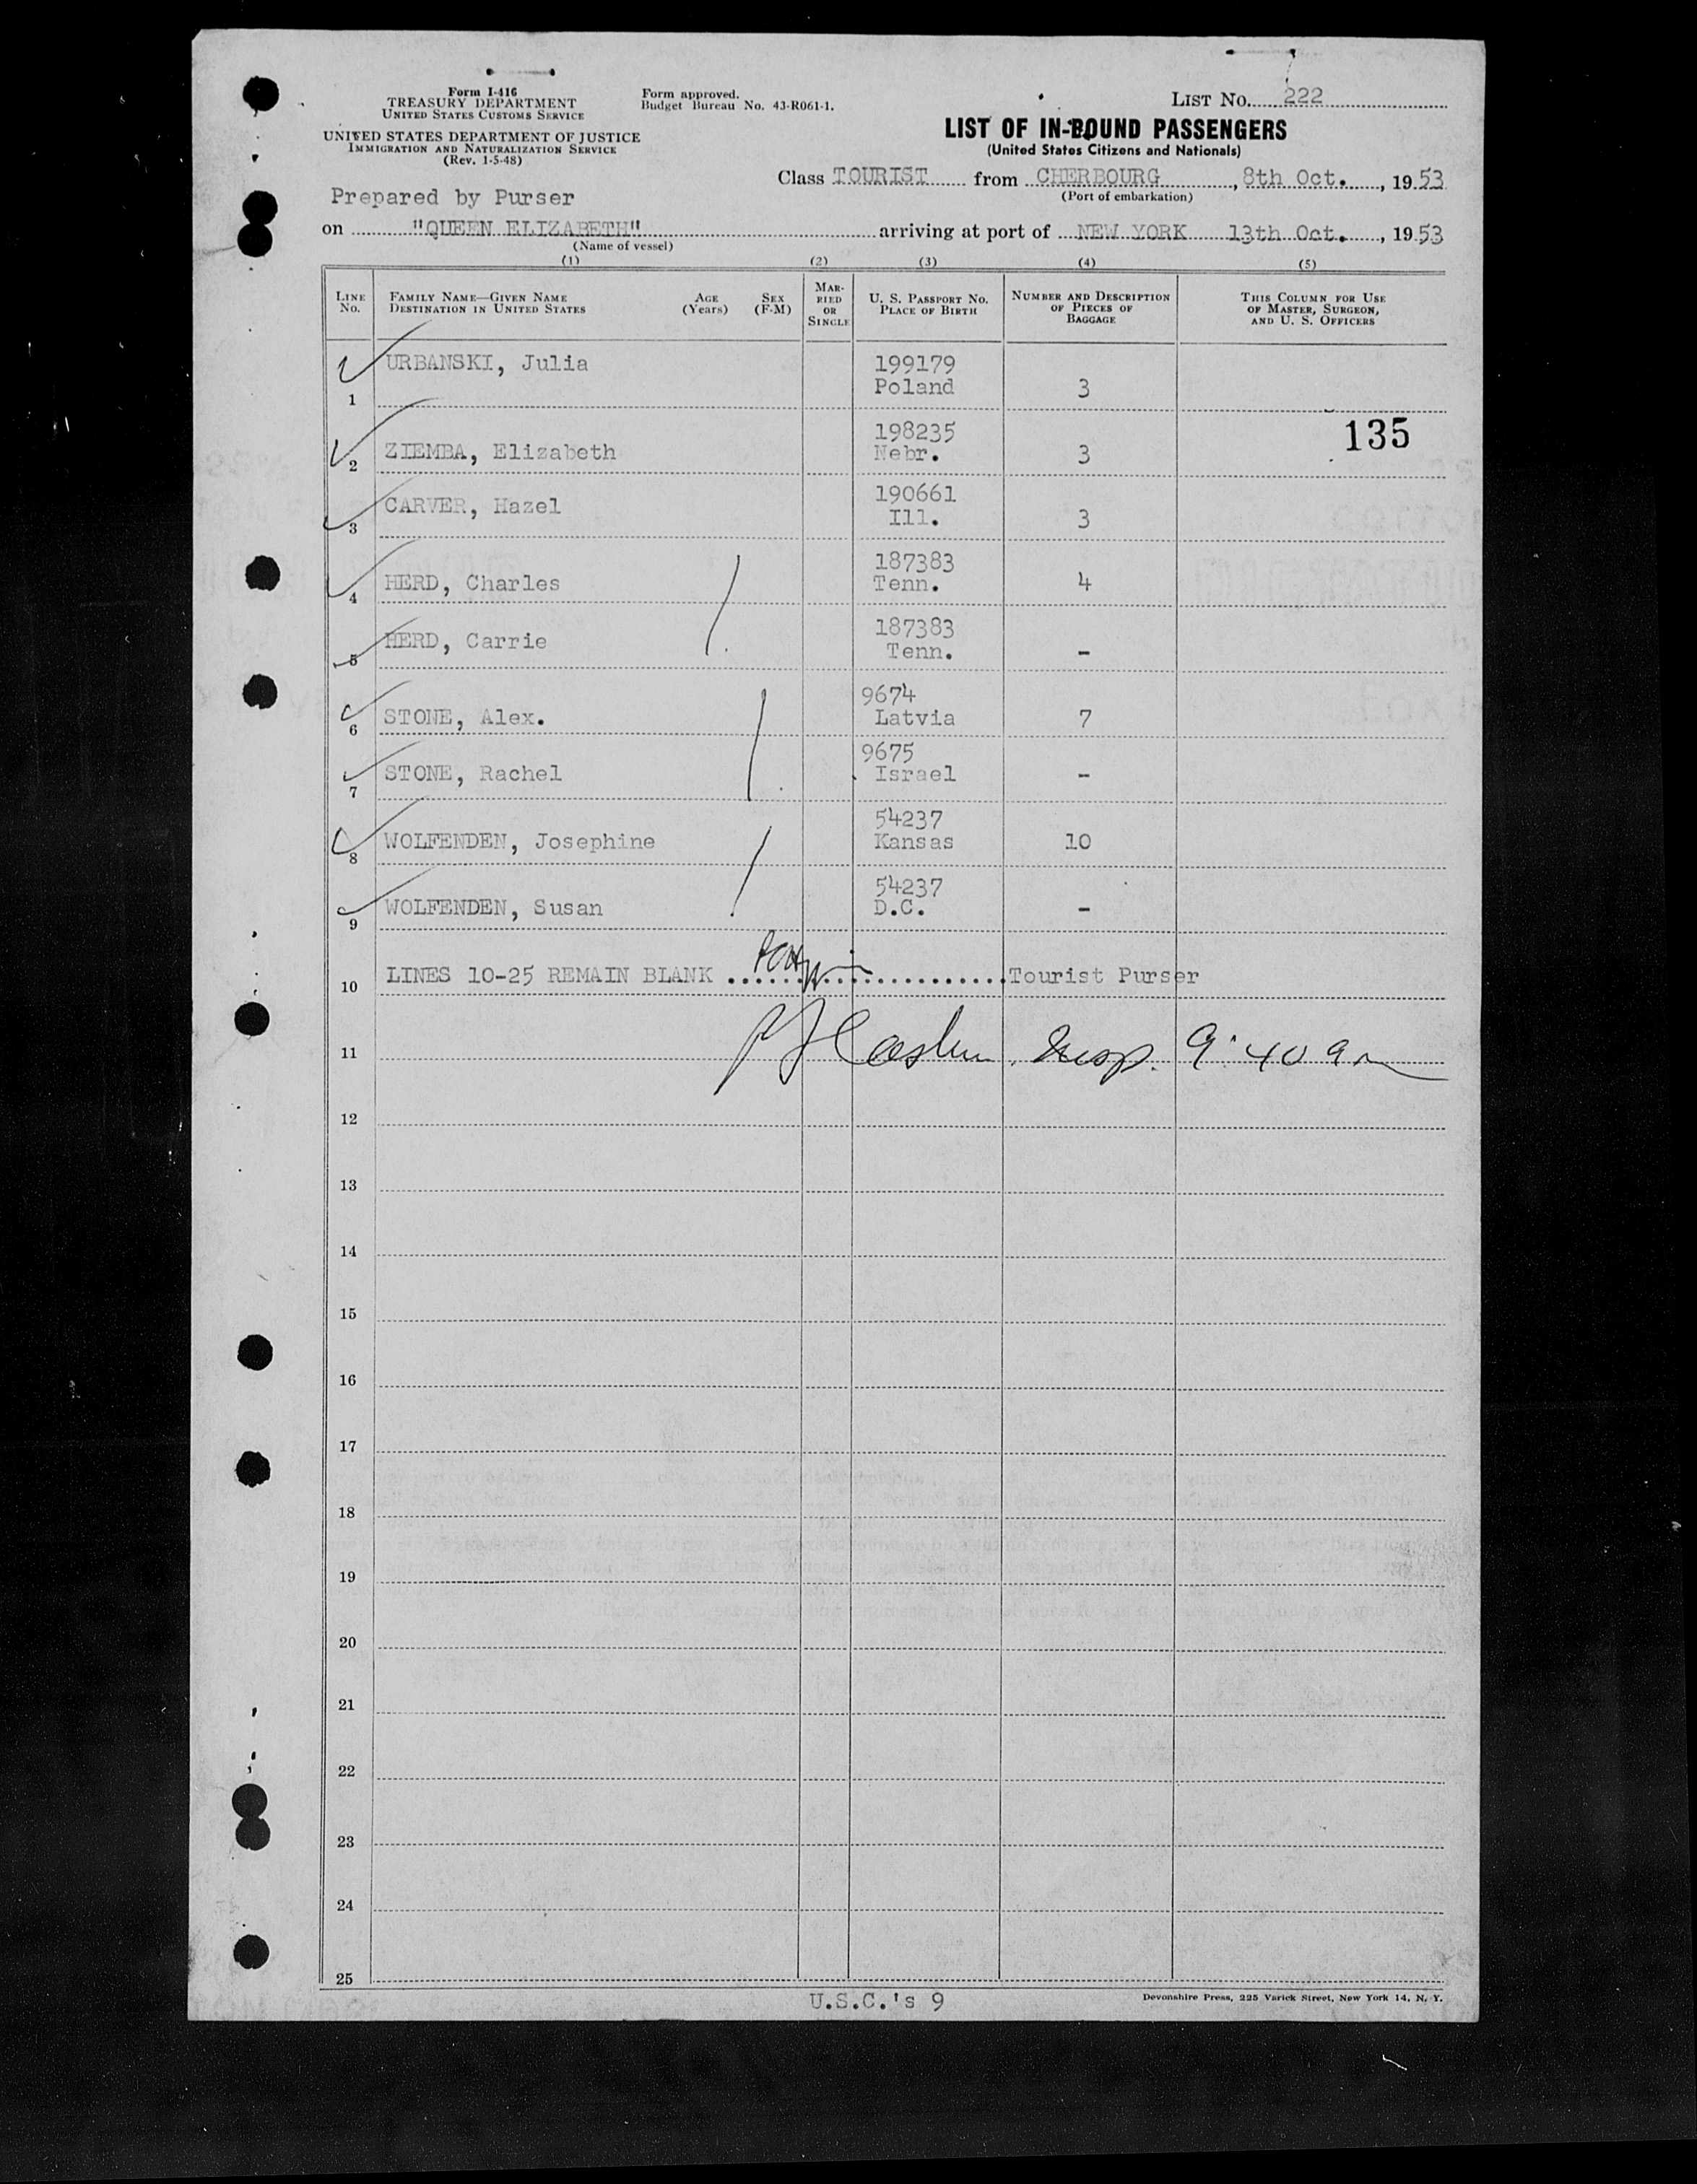 Form I-416
TREASURY DEPARTMENT
UNITED STATES CUSTOMS SERVICE
UNITED STATES DEPARTMENT OF JUSTICE
IMMIGRATION AND NATURALIZATION SERVICE
(Rev. 1-5-48)
Form approved.
Budget Bureau No. 43-R061-1.
LIST NO. 222
LIST OF IN-BOUND PASSENGERS
(United States Citizens and Nationals)
Class TOURIST from CHERBOURG, 8th Oct., 1953
(Port of embarkation)
Prepared by Purser
on "QUEEN ELIZABETH" arriving at port of NEW YORK 13th Oct., 1953
(Name of vessel)
(1) (2) (3) (4) (5)
LINE NO. FAMILY NAME—GIVEN NAME DESTINATION IN UNITED STATES AGE (Years) SEX (F-M) MARRIED OR SINGLE U. S. PASSPORT NO. PLACE OF BIRTH NUMBER AND DESCRIPTION OF PIECES OF BAGGAGE THIS COLUMN FOR USE OF MASTER, SURGEON, AND U. S. OFFICERS
1 URBANSKI, Julia 199179 Poland 3
135
2 ZIEMBA, Elizabeth 198235 Nebr. 3
3 CARVER, Hazel 190661 Ill. 3
4 HERD, Charles 187383 Tenn. 4
5 HERD, Carrie 187383 Tenn. -
6 STONE, Alex. 9674 Latvia 7
7 STONE, Rachel 9675 Israel -
8 WOLFENDEN, Josephine 54237 Kansas 10
9 WOLFENDEN, Susan 54237 D.C. -
10 LINES 10-25 REMAIN BLANK ........................Tourist Purser
11 Insp. 9:40 am
12
13
14
15
16
17
18
19
20
21
22
23
24
25
U.S.C.'s 9
Devonshire Press, 225 Varick Street, New York 14, N. Y.